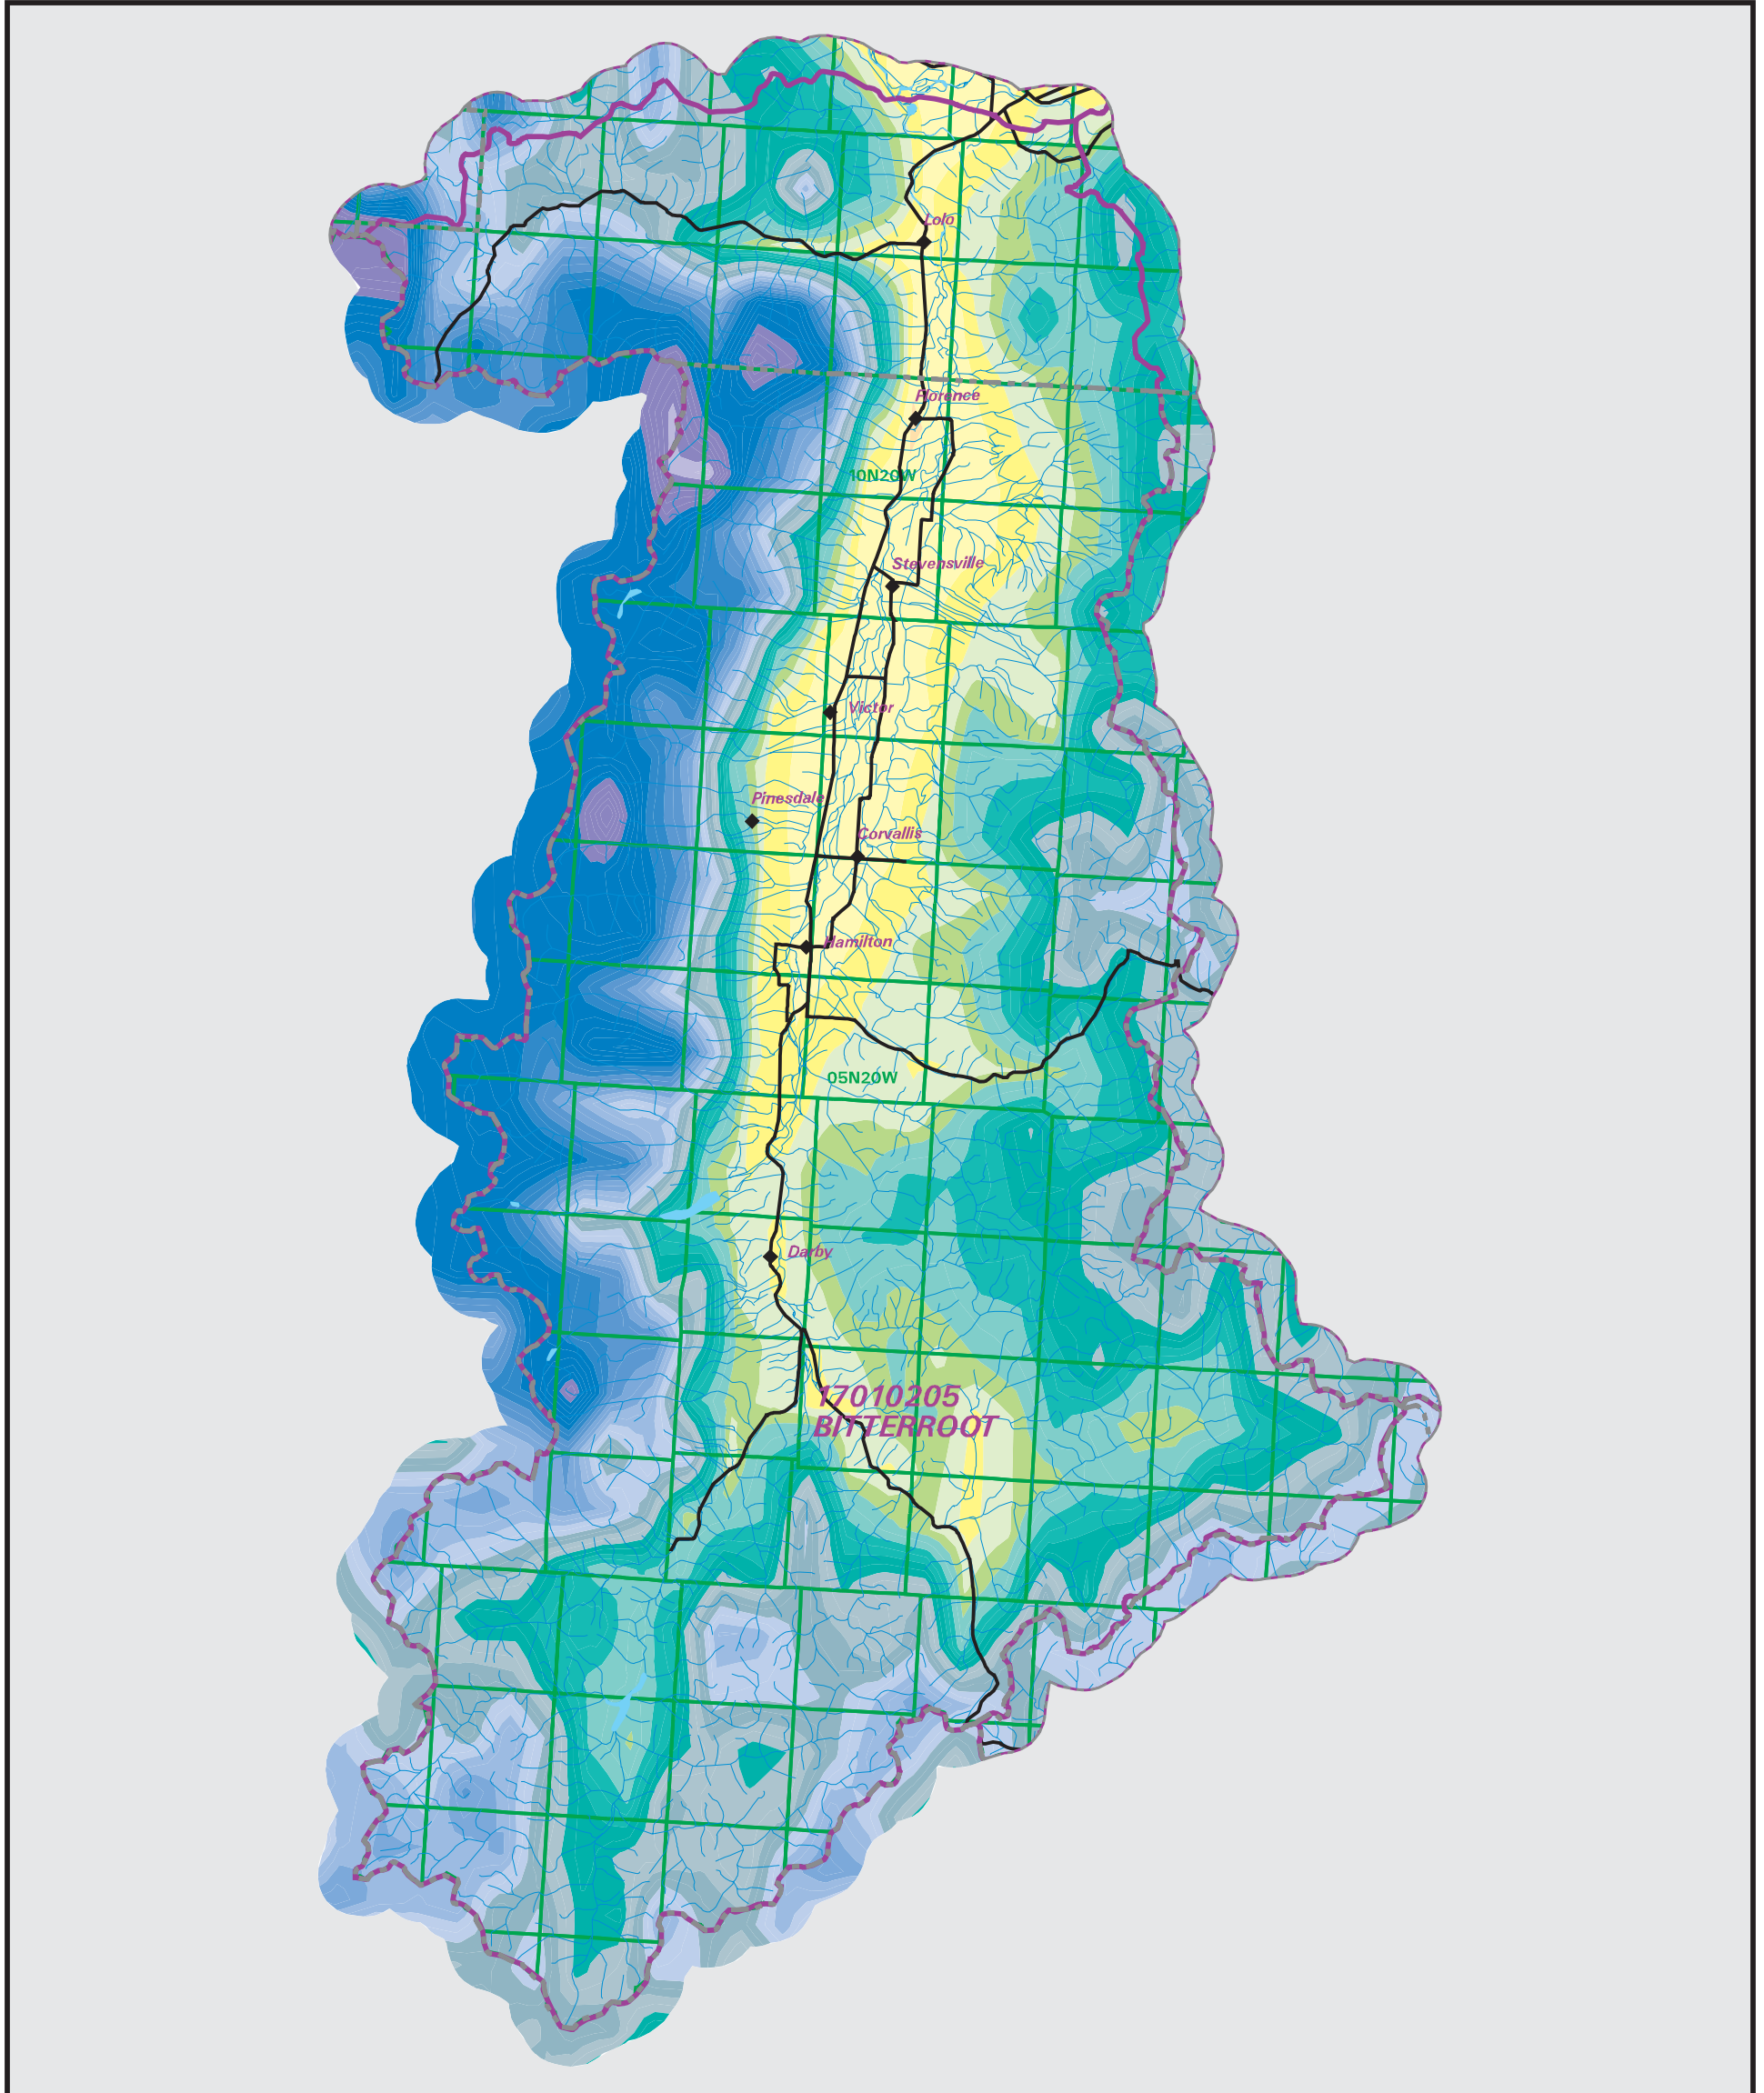 Lolo
Florence
10N20W
Stevensville
Victor
Pinesdale
Corvallis
Hamilton
05N20W
Darby
17010205
BITTERROOT